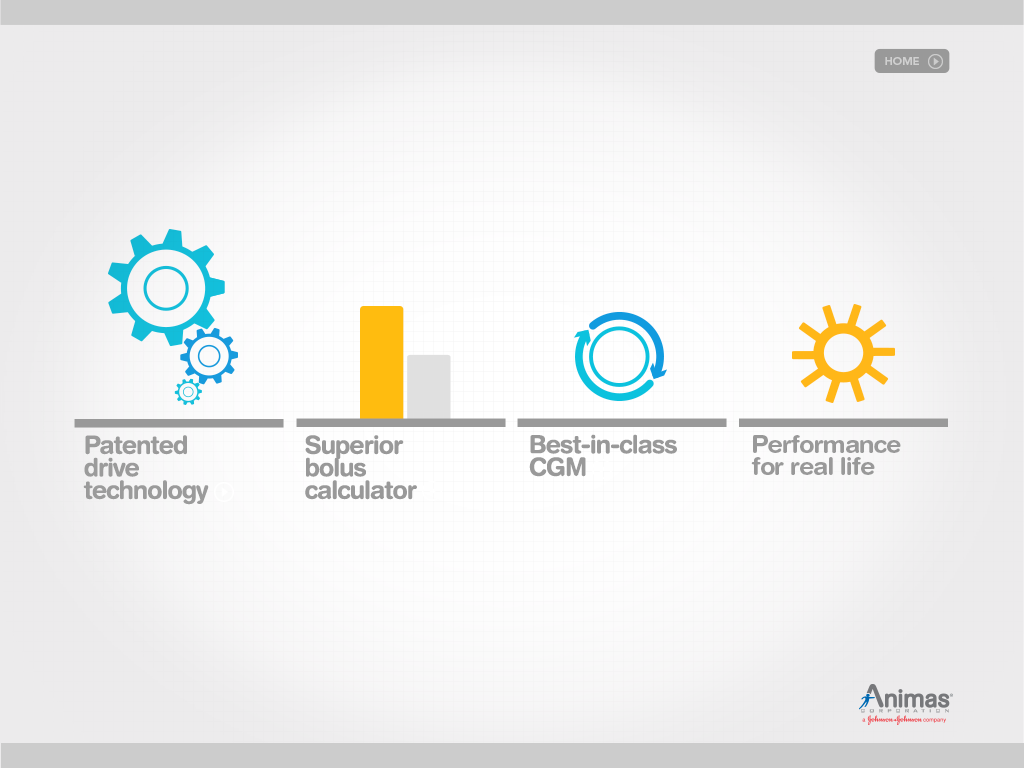 HOME
Patented
drive
technology
Superior
bolus
calculator
Best-in-class
CGM
Performance
for real life
Animas®
CORPORATION
a Johnson & Johnson company